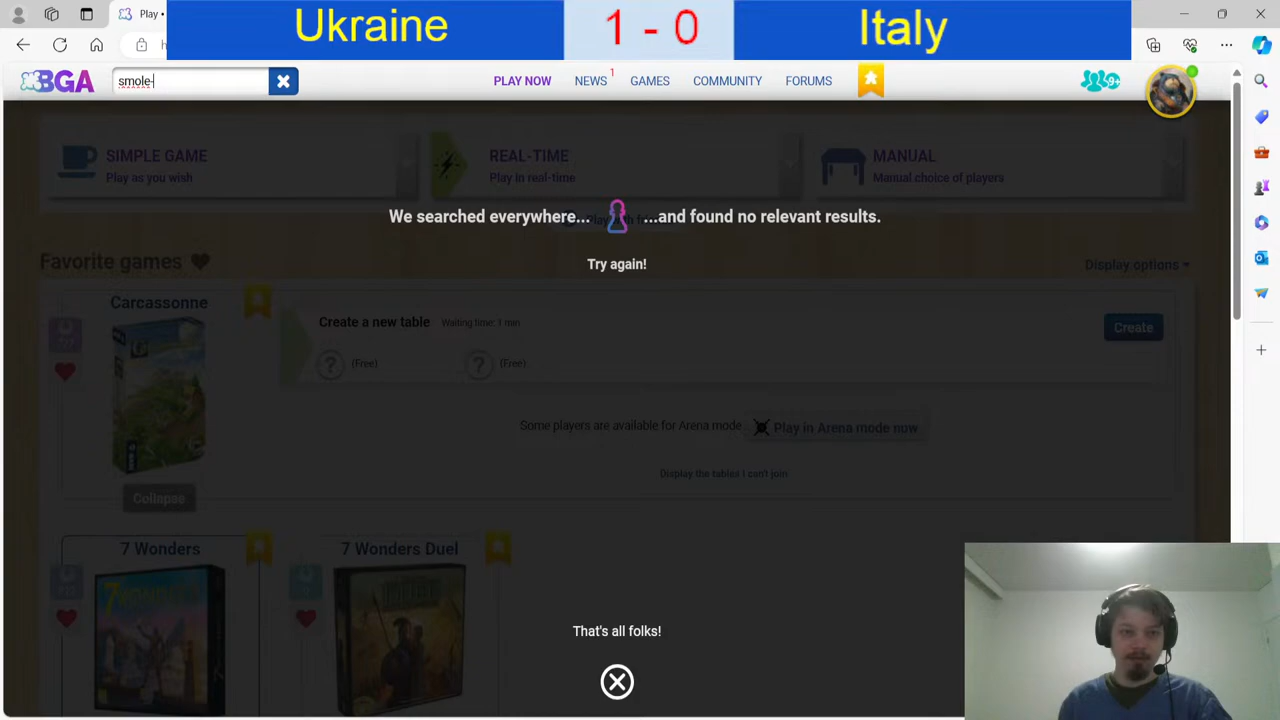 Ukraine
1 - 0
Italy
Play •
BGA
smole-
PLAY NOW
NEWS
1
GAMES
COMMUNITY
FORUMS
9+
SIMPLE GAME
Play as you wish
REAL-TIME
Play in real-time
MANUAL
Manual choice of players
We searched everywhere...
...and found no relevant results.
Try again!
Favorite games
Display options
Carcassonne
Create a new table
Waiting time: 1 min
Create
(Free)
(Free)
Some players are available for Arena mode
Play in Arena mode now
Display the tables I can't join
Collapse
7 Wonders
7 Wonders Duel
That's all folks!